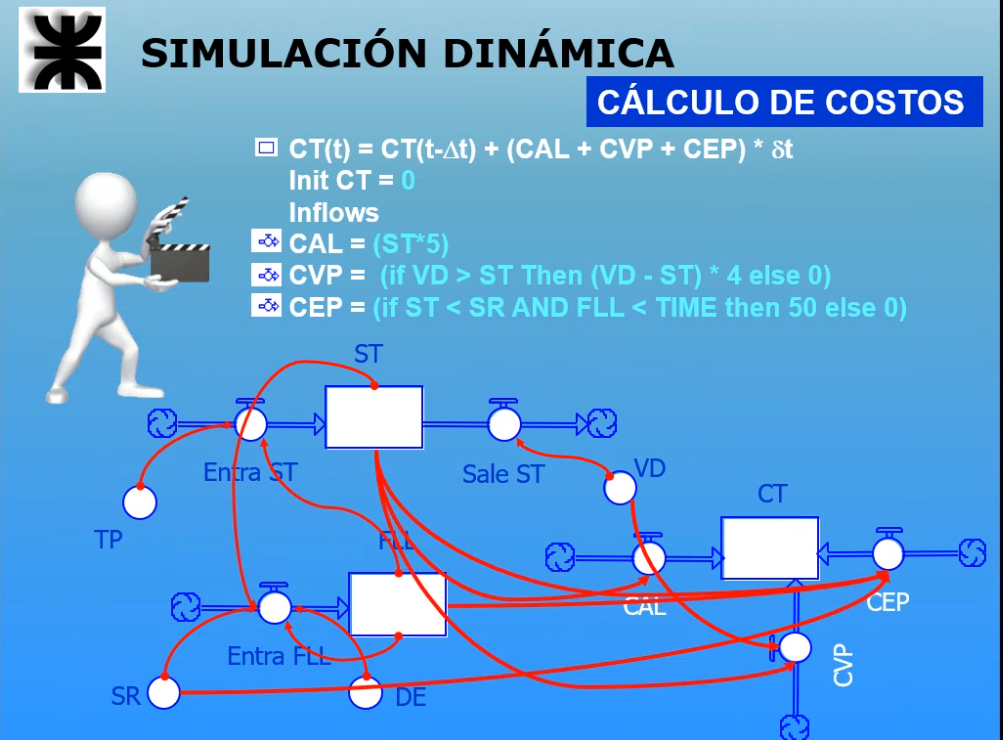 SIMULACIÓN DINÁMICA
CÁLCULO DE COSTOS
CT(t) = CT(t-Δt) + (CAL + CVP + CEP) * δt
Init CT = 0
Inflows
CAL = (ST*5)
CVP = (if VD > ST Then (VD - ST) * 4 else 0)
CEP = (if ST < SR AND FLL < TIME then 50 else 0)
ST
Entra ST
Sale ST
VD
CT
TP
FLL
CAL
CEP
Entra FLL
CVP
SR
DE